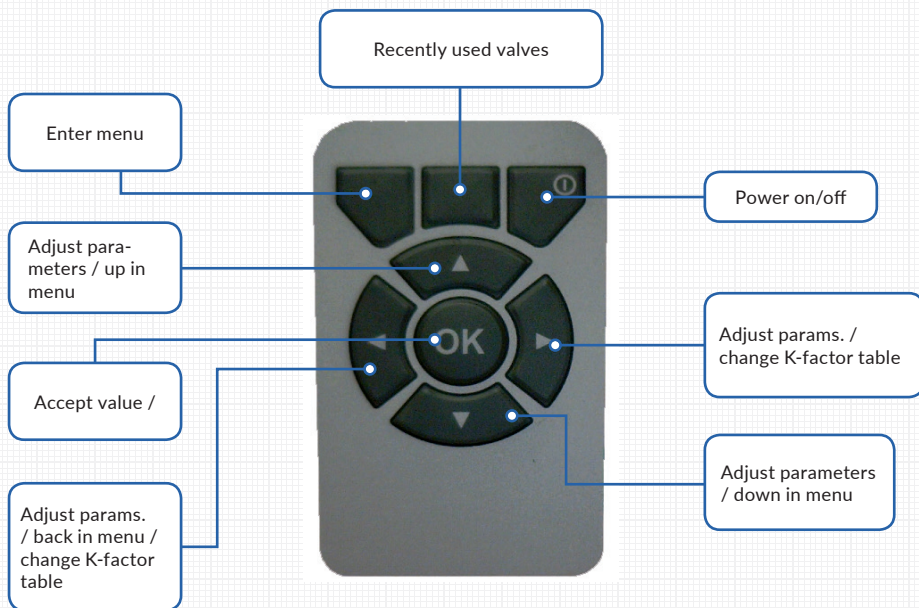 Recently used valves
Enter menu
Power on/off
Adjust para-
meters / up in
menu
OK
Adjust params. /
change K-factor table
Accept value /
Adjust parameters
/ down in menu
Adjust params.
/ back in menu /
change K-factor
table